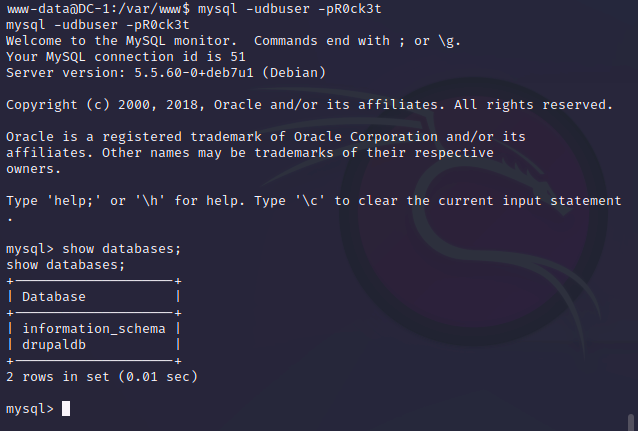 www-data@DC-1:/var/www$ mysql -udbuser -pR0ck3t
mysql -udbuser -pR0ck3t
Welcome to the MySQL monitor.  Commands end with ; or \g.
Your MySQL connection id is 51
Server version: 5.5.60-0+deb7u1 (Debian)

Copyright (c) 2000, 2018, Oracle and/or its affiliates. All rights reserved.

Oracle is a registered trademark of Oracle Corporation and/or its
affiliates. Other names may be trademarks of their respective
owners.

Type 'help;' or '\h' for help. Type '\c' to clear the current input statement
.

mysql> show databases;
show databases;
+--------------------+
| Database           |
+--------------------+
| information_schema |
| drupaldb           |
+--------------------+
2 rows in set (0.01 sec)

mysql>